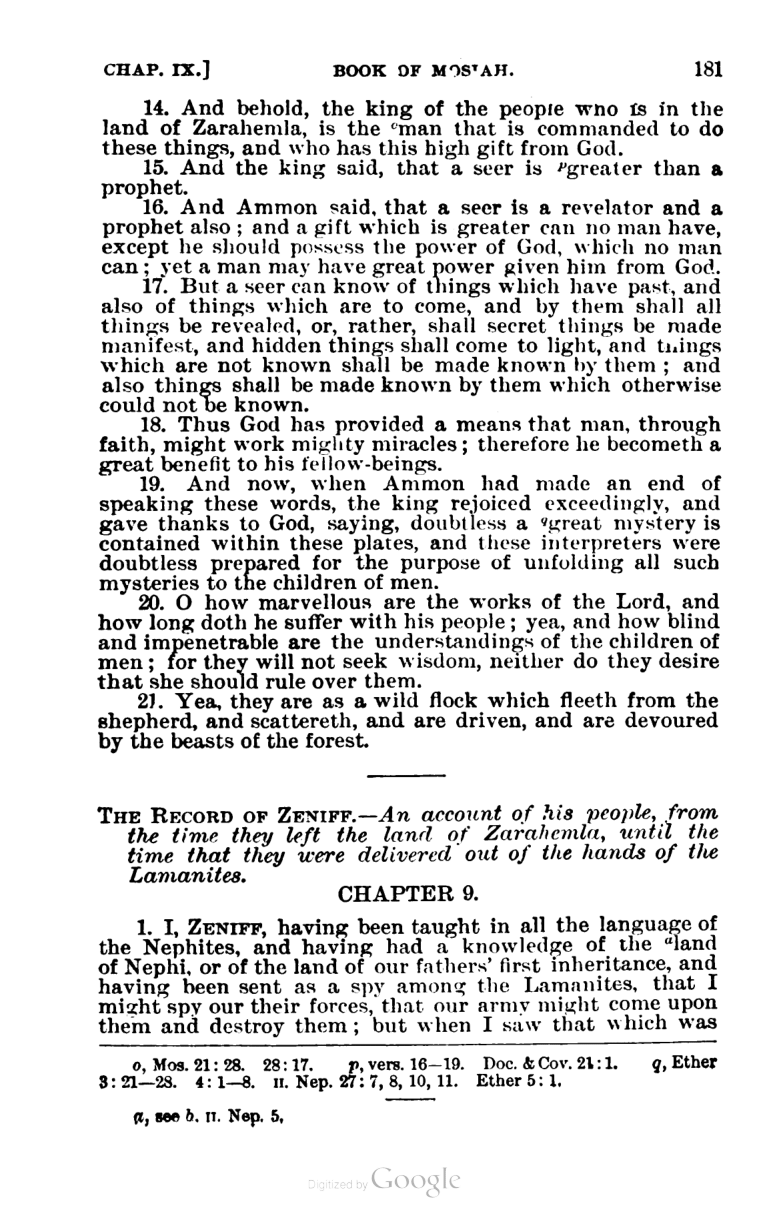 CHAP. IX.] BOOK OF MOSIAH. 181
14. And behold, the king of the people who is in the
land of Zarahemla, is the ᵒman that is commanded to do
these things, and who has this high gift from God.
15. And the king said, that a seer is ᵖgreater than a
prophet.
16. And Ammon said, that a seer is a revelator and a
prophet also; and a gift which is greater can no man have,
except he should possess the power of God, which no man
can; yet a man may have great power given him from God.
17. But a seer can know of things which have past, and
also of things which are to come, and by them shall all
things be revealed, or, rather, shall secret things be made
manifest, and hidden things shall come to light, and things
which are not known shall be made known by them; and
also things shall be made known by them which otherwise
could not be known.
18. Thus God has provided a means that man, through
faith, might work mighty miracles; therefore he becometh a
great benefit to his fellow-beings.
19. And now, when Ammon had made an end of
speaking these words, the king rejoiced exceedingly, and
gave thanks to God, saying, doubtless a ᑫgreat mystery is
contained within these plates, and these interpreters were
doubtless prepared for the purpose of unfolding all such
mysteries to the children of men.
20. O how marvellous are the works of the Lord, and
how long doth he suffer with his people; yea, and how blind
and impenetrable are the understandings of the children of
men; for they will not seek wisdom, neither do they desire
that she should rule over them.
21. Yea, they are as a wild flock which fleeth from the
shepherd, and scattereth, and are driven, and are devoured
by the beasts of the forest.
THE RECORD OF ZENIFF.—An account of his people, from
the time they left the land of Zarahemla, until the
time that they were delivered out of the hands of the
Lamanites.
CHAPTER 9.
1. I, ZENIFF, having been taught in all the language of
the Nephites, and having had a knowledge of the ᵃland
of Nephi, or of the land of our fathers' first inheritance, and
having been sent as a spy among the Lamanites, that I
might spy our their forces, that our army might come upon
them and destroy them; but when I saw that which was
o, Mos. 21:28. 28:17. p, vers. 16—19. Doc. & Cov. 21:1. q, Ether
3:21—28. 4:1—8. II. Nep. 27:7, 8, 10, 11. Ether 5:1.
a, see b. II. Nep. 5,
Digitized by Google